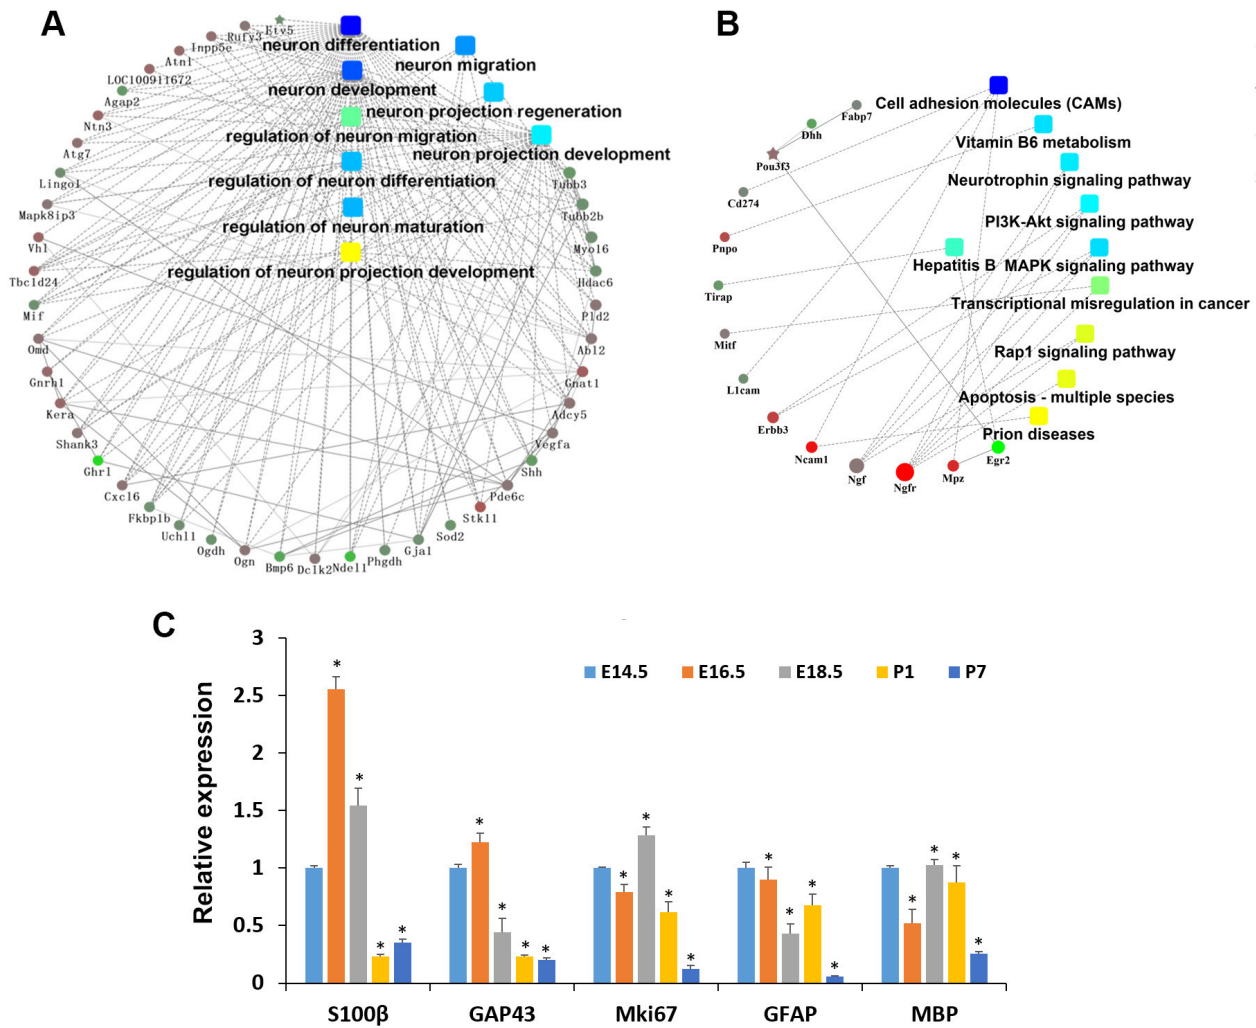 A
neuron differentiation
neuron migration
neuron development
neuron projection regeneration
regulation of neuron migration
neuron projection development
regulation of neuron differentiation
regulation of neuron maturation
regulation of neuron projection development
Etv5
Rufy3
Inpp5e
Atn1
LOC100911672
Agap2
Ntn3
Atg7
Lingo1
Mapk8ip3
Vhl
Tbc1d24
Mif
Omd
Gnrh1
Kera
Shank3
Ghr1
Cxcl6
Fkbp1b
Uchl1
Ogdh
Ogn
Bmp6
Dclk2
Ndel1
Phgdh
Gja1
Sod2
Stk11
Pde6c
Shh
Vegfa
Adcy5
Gnat1
Abl2
Pld2
Hdac6
Myo16
Tubb2b
Tubb3
B
Cell adhesion molecules (CAMs)
Vitamin B6 metabolism
Neurotrophin signaling pathway
PI3K-Akt signaling pathway
Hepatitis B
MAPK signaling pathway
Transcriptional misregulation in cancer
Rap1 signaling pathway
Apoptosis - multiple species
Prion diseases
Fabp7
Dhh
Pou3f3
Cd274
Pnpo
Tirap
Mitf
L1cam
Erbb3
Ncam1
Ngf
Ngfr
Mpz
Egr2
C
Relative expression
3
2.5
2
1.5
1
0.5
0
E14.5 E16.5 E18.5 P1 P7
* * * *
* * * *
* * * *
* * * *
* * * *
S100β GAP43 Mki67 GFAP MBP